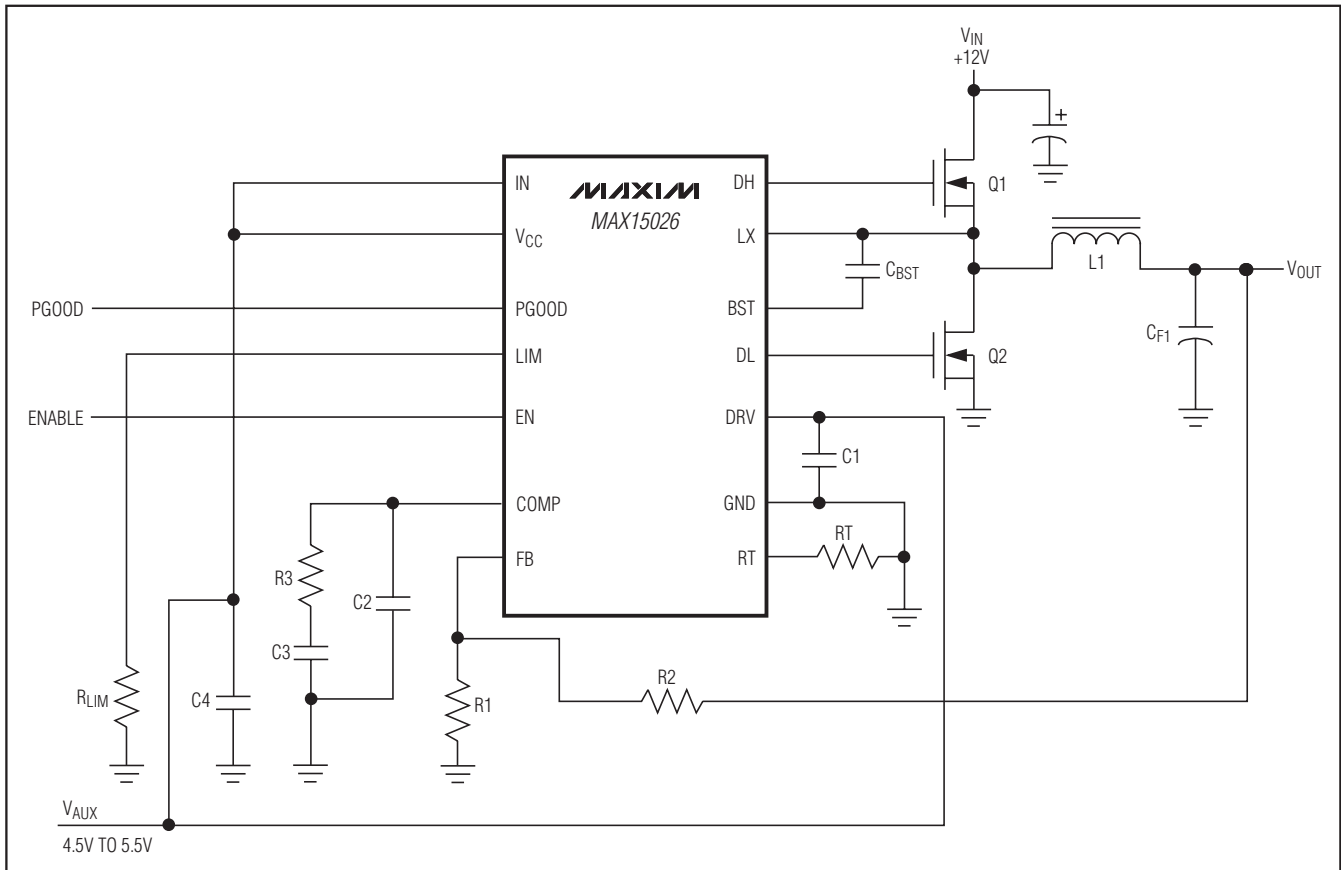 V_IN
+12V
+
IN
MAXIM
MAX15026
DH
Q1
V_CC
LX
C_BST
L1
V_OUT
PGOOD
PGOOD
BST
C_F1
LIM
DL
Q2
ENABLE
EN
DRV
C1
COMP
GND
FB
RT
RT
R3
C2
C3
R_LIM
C4
R1
R2
V_AUX
4.5V TO 5.5V